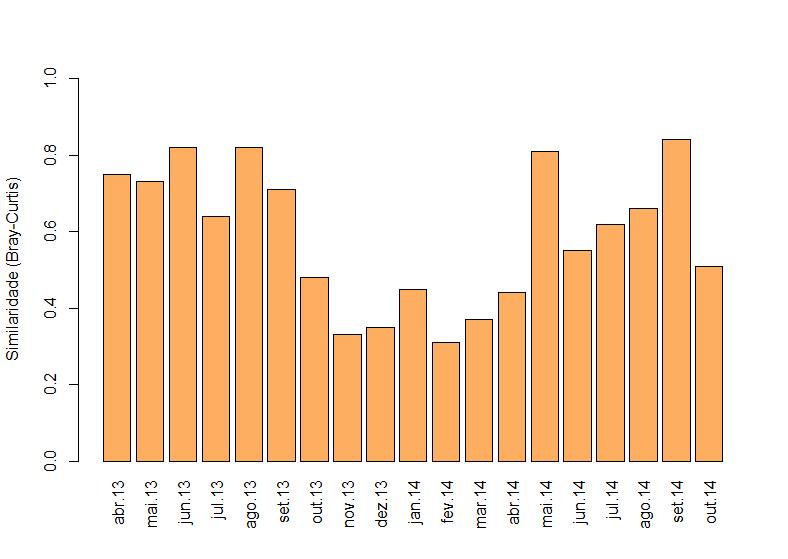 Similaridade (Bray-Curtis)
1.0
0.8
0.6
0.4
0.2
0.0
abr.13
mai.13
jun.13
jul.13
ago.13
set.13
out.13
nov.13
dez.13
jan.14
fev.14
mar.14
abr.14
mai.14
jun.14
jul.14
ago.14
set.14
out.14